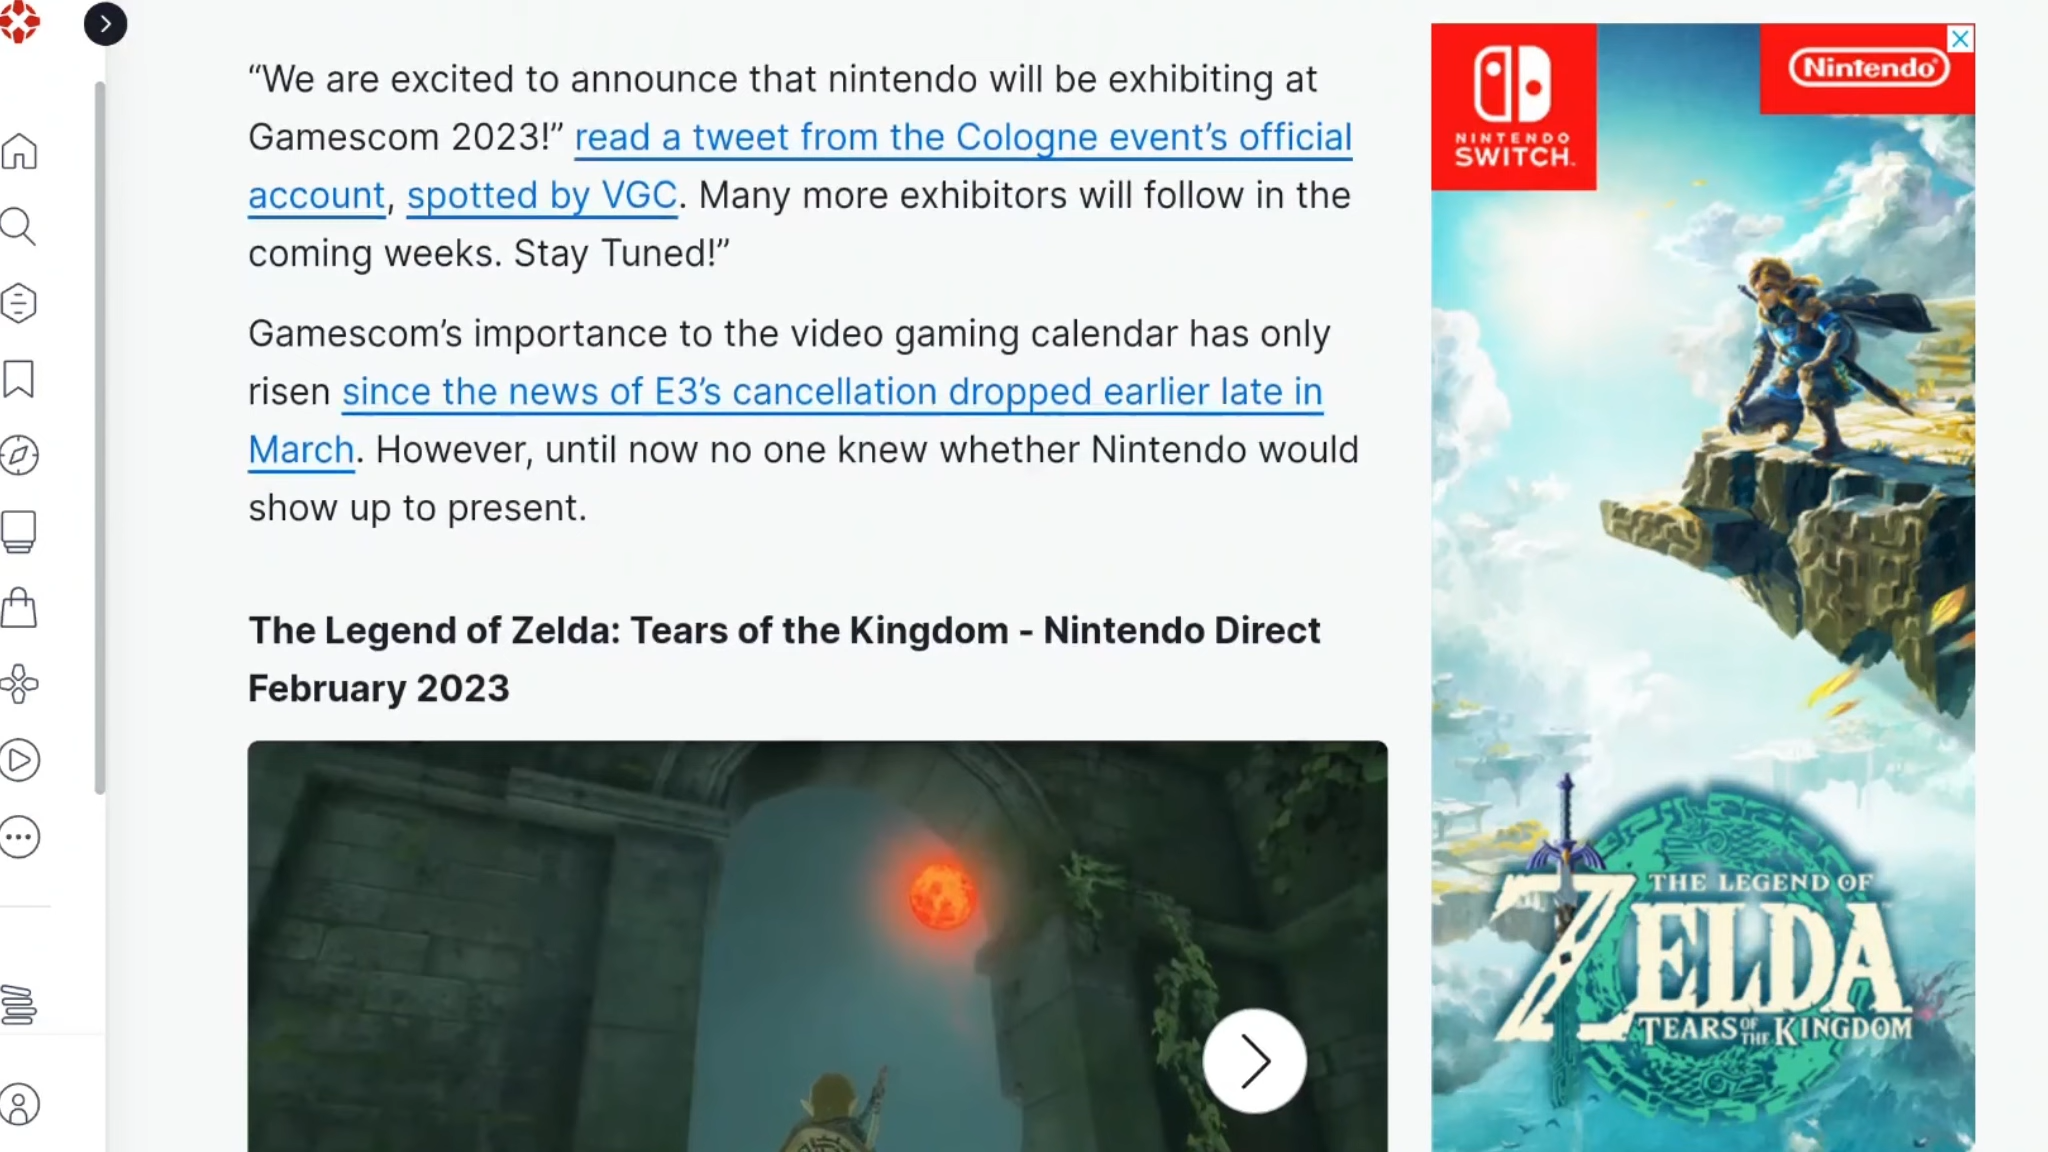 “We are excited to announce that nintendo will be exhibiting at
Gamescom 2023!” read a tweet from the Cologne event’s official
account, spotted by VGC. Many more exhibitors will follow in the
coming weeks. Stay Tuned!”
Gamescom’s importance to the video gaming calendar has only
risen since the news of E3’s cancellation dropped earlier late in
March. However, until now no one knew whether Nintendo would
show up to present.
The Legend of Zelda: Tears of the Kingdom - Nintendo Direct
February 2023
NINTENDO
SWITCH™
Nintendo®
THE LEGEND OF
ZELDA™
TEARS OF THE KINGDOM